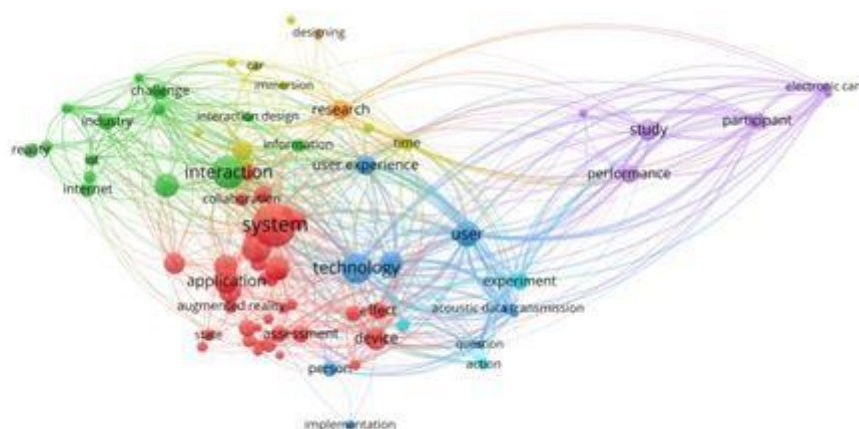 designing
car
immersion
challenge
electronic car
research
interaction design
industry
participant
study
time
information
reality
iot
user experience
interaction
performance
internet
collaboration
system
user
technology
application
experiment
augmented reality
effect
acoustic data transmission
state
assessment
device
question
action
person
implementation